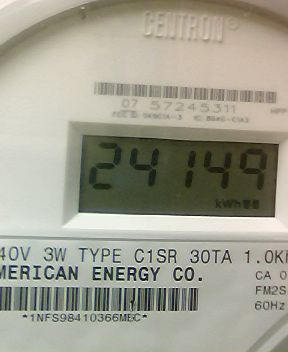 CENTRON®
07 57245311
24149
kWh
40V 3W TYPE C1SR 30TA 1.0K
MERICAN ENERGY CO.
CA 0
FM2S
60Hz
*1NFS98410366MEC*